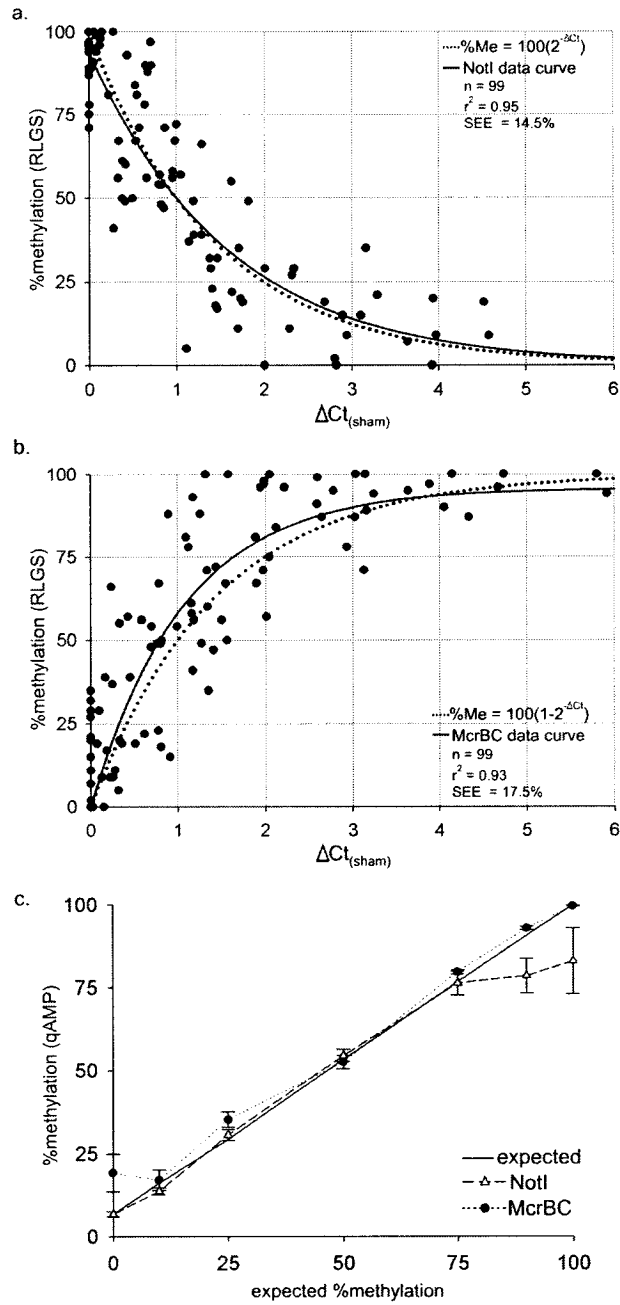 a.
100
75
50
25
0
%methylation (RLGS)
%Me = 100(2^-ΔCt)
NotI data curve
n = 99
r² = 0.95
SEE = 14.5%
0 1 2 3 4 5 6
ΔCt(sham)
b.
100
75
50
25
0
%methylation (RLGS)
%Me = 100(1-2^-ΔCt)
McrBC data curve
n = 99
r² = 0.93
SEE = 17.5%
0 1 2 3 4 5 6
ΔCt(sham)
c.
100
75
50
25
0
%methylation (qAMP)
expected
NotI
McrBC
0 25 50 75 100
expected %methylation